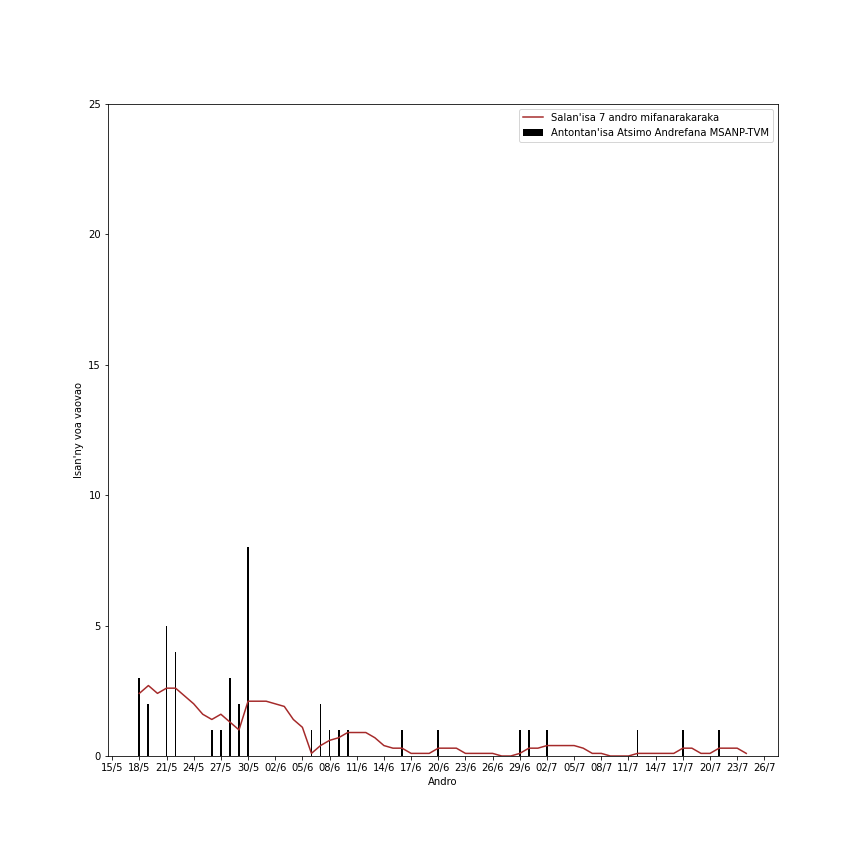 25
Salan'isa 7 andro mifanarakaraka
Antontan'isa Atsimo Andrefana MSANP-TVM
20
15
Isan'ny voa vaovao
10
5
0
15/5 18/5 21/5 24/5 27/5 30/5 02/6 05/6 08/6 11/6 14/6 17/6 20/6 23/6 26/6 29/6 02/7 05/7 08/7 11/7 14/7 17/7 20/7 23/7 26/7
Andro